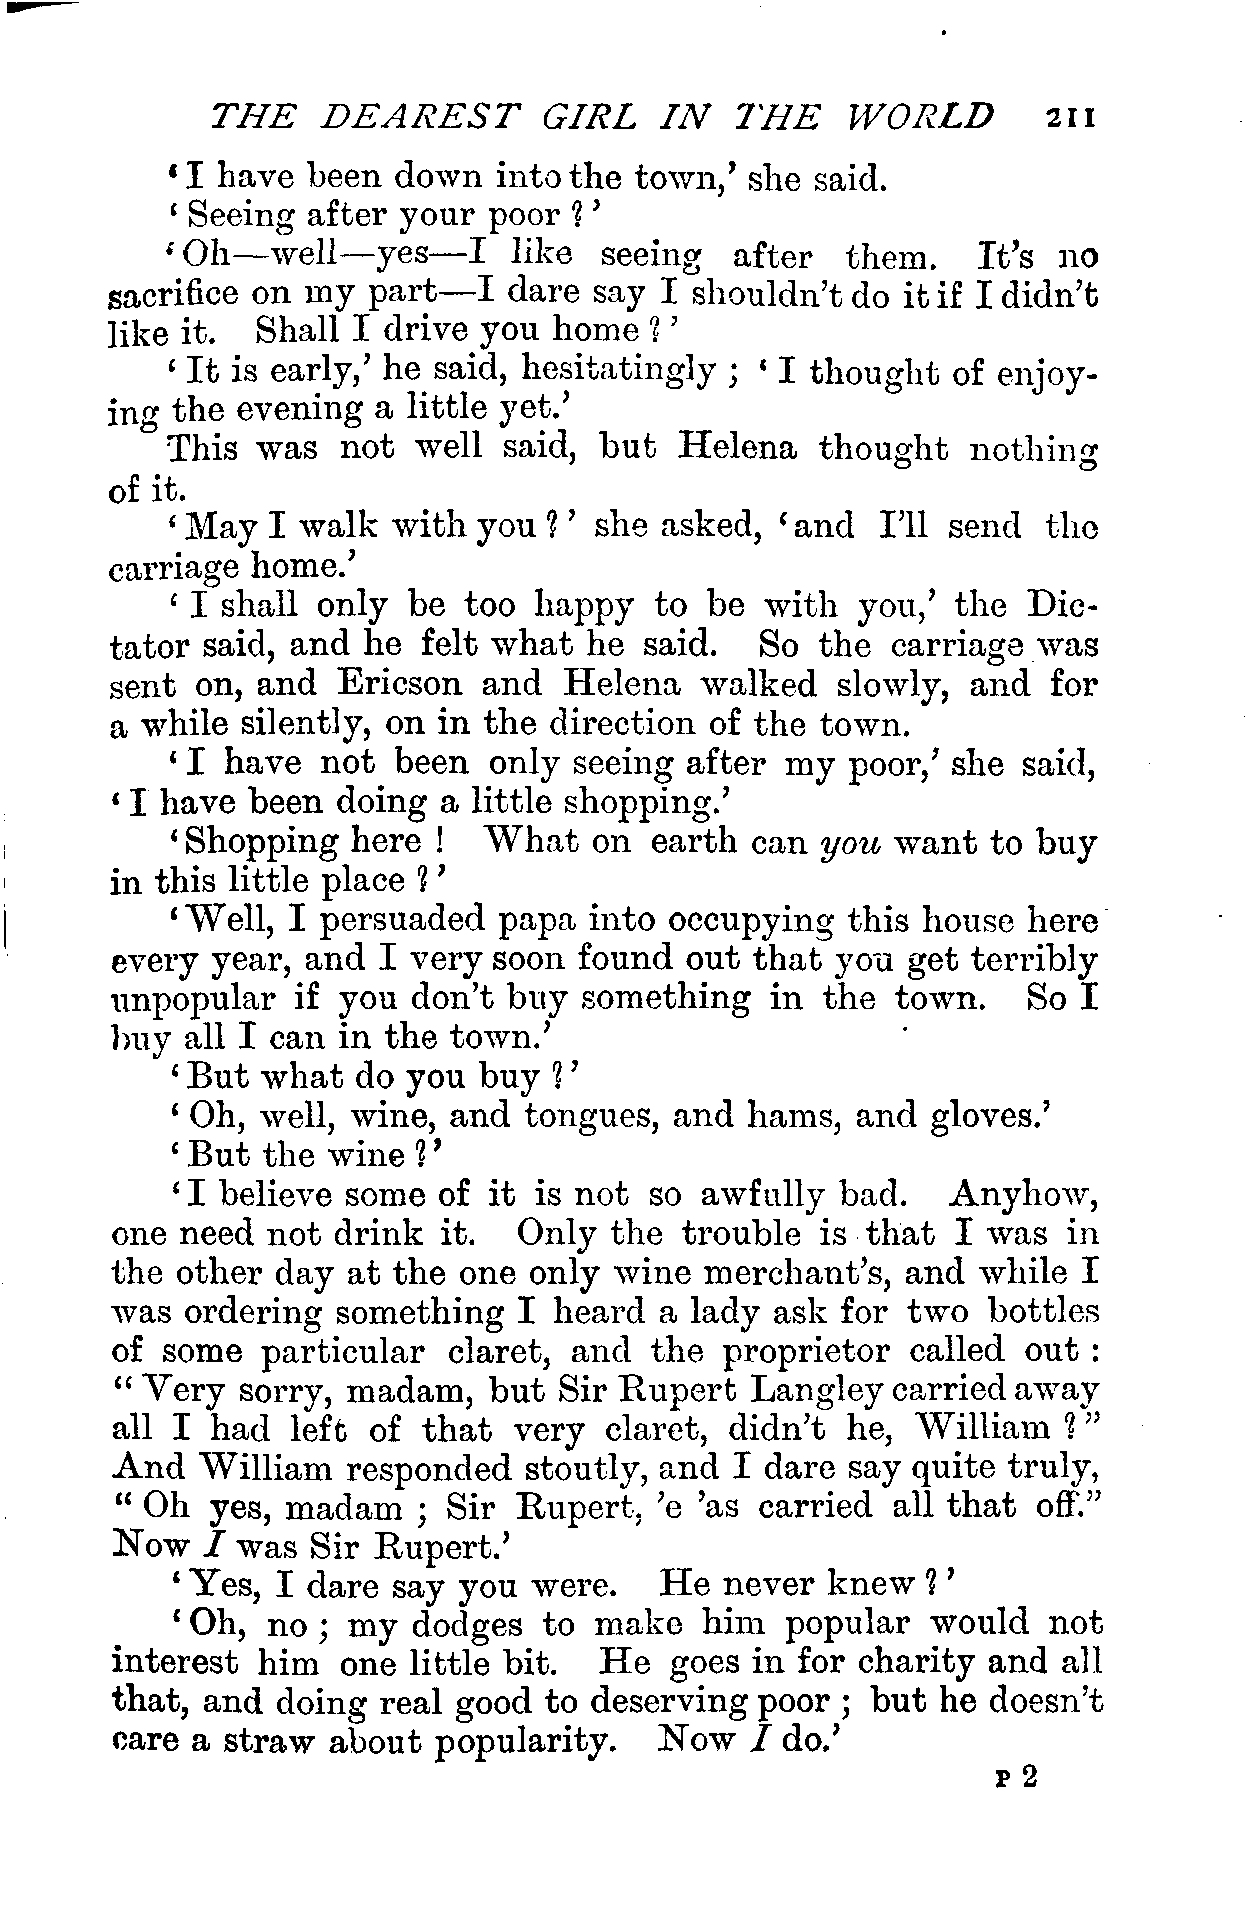 THE DEAREST GIRL IN THE WORLD 211
‘I have been down into the town,’ she said.
‘Seeing after your poor?’
‘Oh—well—yes—I like seeing after them. It’s no
sacrifice on my part—I dare say I shouldn’t do it if I didn’t
like it. Shall I drive you home?’
‘It is early,’ he said, hesitatingly; ‘I thought of enjoy-
ing the evening a little yet.’
This was not well said, but Helena thought nothing
of it.
‘May I walk with you?’ she asked, ‘and I’ll send the
carriage home.’
‘I shall only be too happy to be with you,’ the Dic-
tator said, and he felt what he said. So the carriage was
sent on, and Ericson and Helena walked slowly, and for
a while silently, on in the direction of the town.
‘I have not been only seeing after my poor,’ she said,
‘I have been doing a little shopping.’
‘Shopping here! What on earth can you want to buy
in this little place?’
‘Well, I persuaded papa into occupying this house here
every year, and I very soon found out that you get terribly
unpopular if you don’t buy something in the town. So I
buy all I can in the town.’
‘But what do you buy?’
‘Oh, well, wine, and tongues, and hams, and gloves.’
‘But the wine?’
‘I believe some of it is not so awfully bad. Anyhow,
one need not drink it. Only the trouble is that I was in
the other day at the one only wine merchant’s, and while I
was ordering something I heard a lady ask for two bottles
of some particular claret, and the proprietor called out:
“Very sorry, madam, but Sir Rupert Langley carried away
all I had left of that very claret, didn’t he, William?”
And William responded stoutly, and I dare say quite truly,
“Oh yes, madam; Sir Rupert, ’e ’as carried all that off.”
Now I was Sir Rupert.’
‘Yes, I dare say you were. He never knew?’
‘Oh, no; my dodges to make him popular would not
interest him one little bit. He goes in for charity and all
that, and doing real good to deserving poor; but he doesn’t
care a straw about popularity. Now I do.’
P 2